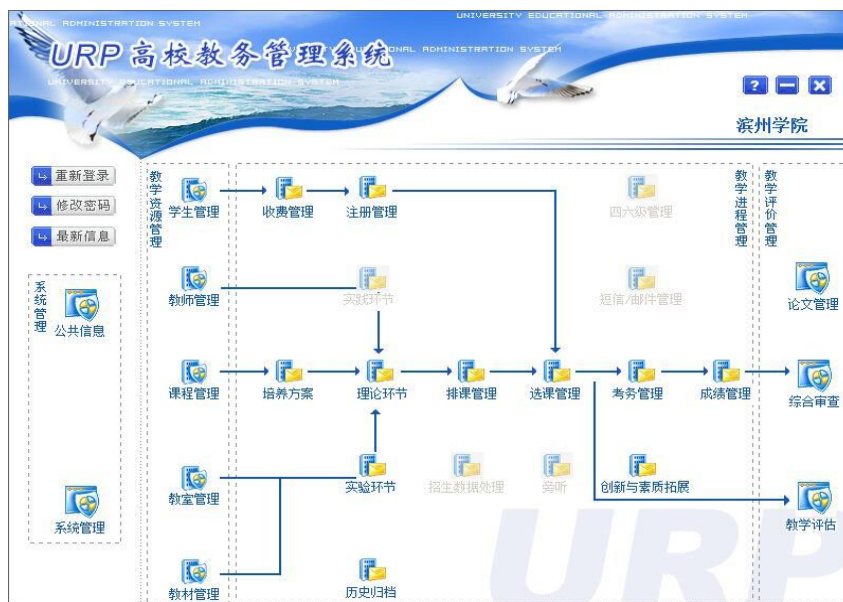 UNIVERSITY EDUCATIONAL ADMINISTRATION SYSTEM
ATIONAL ADMINISTRATION SYSTEM
URP高校教务管理系统
EDUCATIONAL ADMINISTRATION SYSTEM
UNIVERSITY EDUCATIONAL ADMINISTRATION SYSTEM
?
滨州学院
重新登录
修改密码
最新信息
系统管理
公共信息
系统管理
教学资源管理
学生管理
收费管理
注册管理
四六级管理
教学进程管理
教学评价管理
教师管理
实践环节
短信/邮件管理
论文管理
课程管理
培养方案
理论环节
排课管理
选课管理
考务管理
成绩管理
综合审查
教室管理
实验环节
招生数据处理
旁听
创新与素质拓展
教学评估
教材管理
历史归档
URP